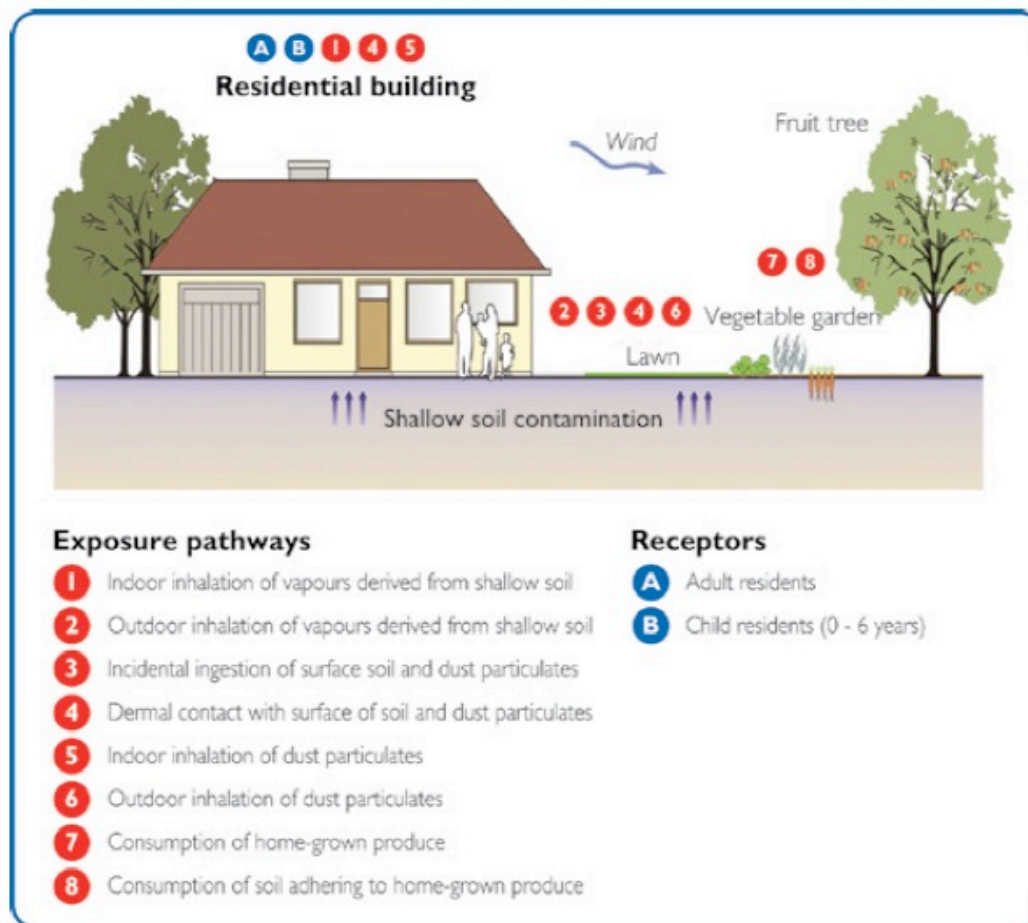 A B 1 4 5
Residential building
Fruit tree
Wind
7 8
2 3 4 6 Vegetable garden
Lawn
Shallow soil contamination
Exposure pathways
1 Indoor inhalation of vapours derived from shallow soil
2 Outdoor inhalation of vapours derived from shallow soil
3 Incidental ingestion of surface soil and dust particulates
4 Dermal contact with surface of soil and dust particulates
5 Indoor inhalation of dust particulates
6 Outdoor inhalation of dust particulates
7 Consumption of home-grown produce
8 Consumption of soil adhering to home-grown produce
Receptors
A Adult residents
B Child residents (0 - 6 years)